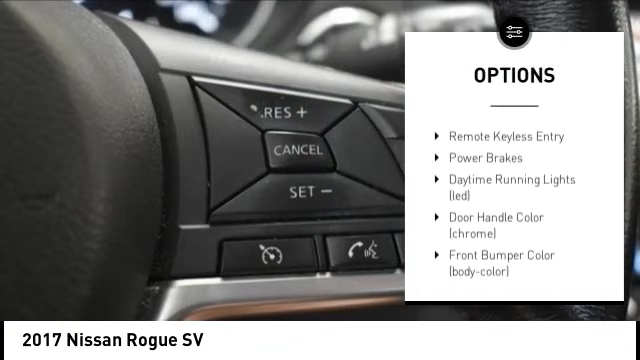 .RES +
CANCEL
SET −
OPTIONS
Remote Keyless Entry
Power Brakes
Daytime Running Lights
(led)
Door Handle Color
(chrome)
Front Bumper Color
(body-color)
2017 Nissan Rogue SV